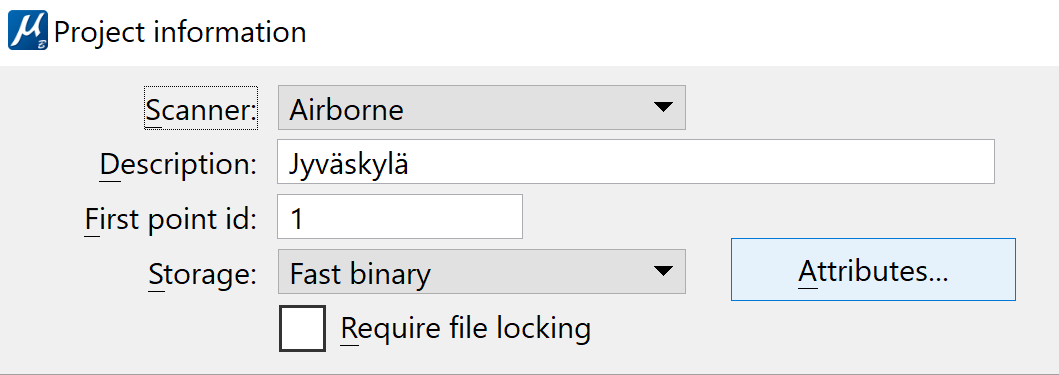 Project information
Scanner: Airborne
Description: Jyväskylä
First point id: 1
Storage: Fast binary
Attributes...
Require file locking